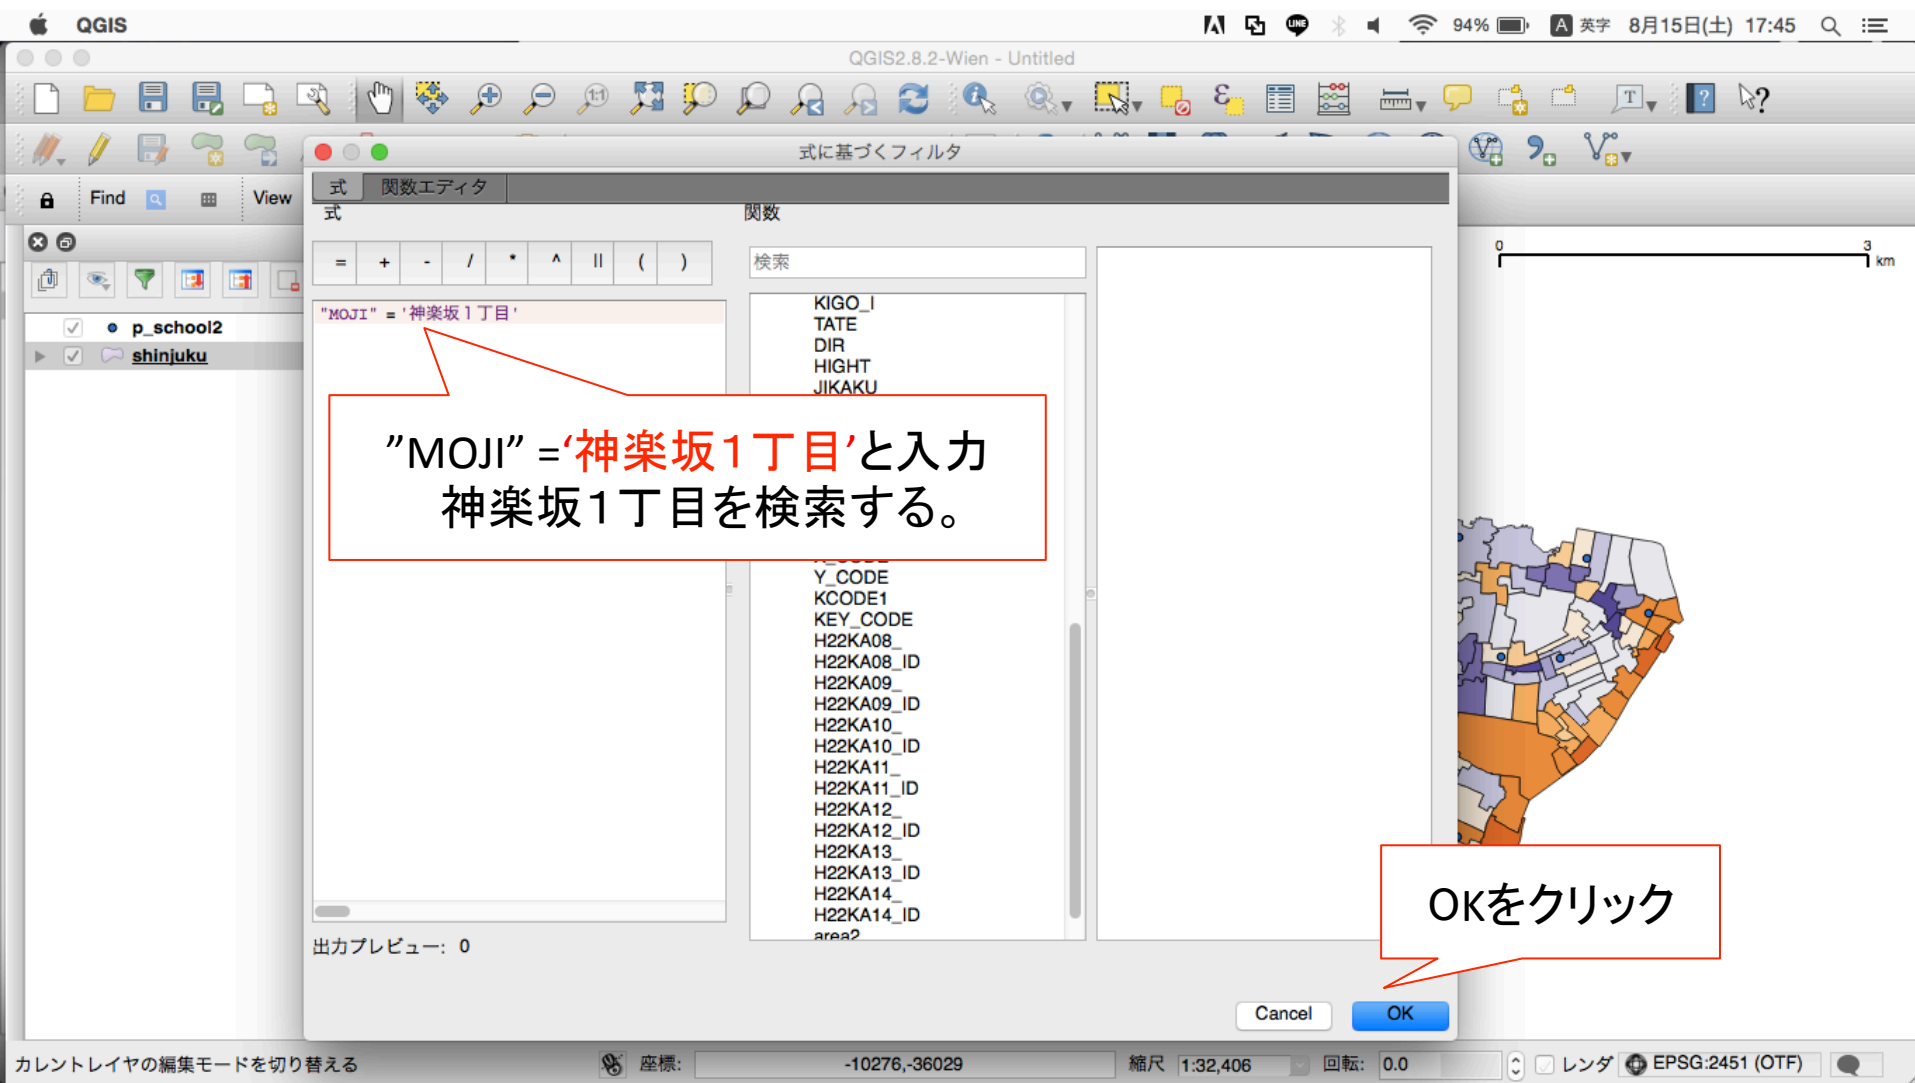 QGIS
94%
A 英字 8月15日(土) 17:45
QGIS2.8.2-Wien - Untitled
1:1
T
?
式に基づくフィルタ
Find
View
式 関数エディタ
式
関数
= + - / * ^ || ( )
検索
0 3
km
"MOJI" = '神楽坂１丁目'
p_school2
shinjuku
KIGO_I
TATE
DIR
HIGHT
JIKAKU
”MOJI” =‘神楽坂１丁目’と入力
神楽坂１丁目を検索する。
Y_CODE
KCODE1
KEY_CODE
H22KA08_
H22KA08_ID
H22KA09_
H22KA09_ID
H22KA10_
H22KA10_ID
H22KA11_
H22KA11_ID
H22KA12_
H22KA12_ID
H22KA13_
H22KA13_ID
H22KA14_
H22KA14_ID
area2
OKをクリック
出力プレビュー: 0
Cancel
OK
カレントレイヤの編集モードを切り替える
座標: -10276,-36029
縮尺 1:32,406
回転: 0.0
レンダ
EPSG:2451 (OTF)